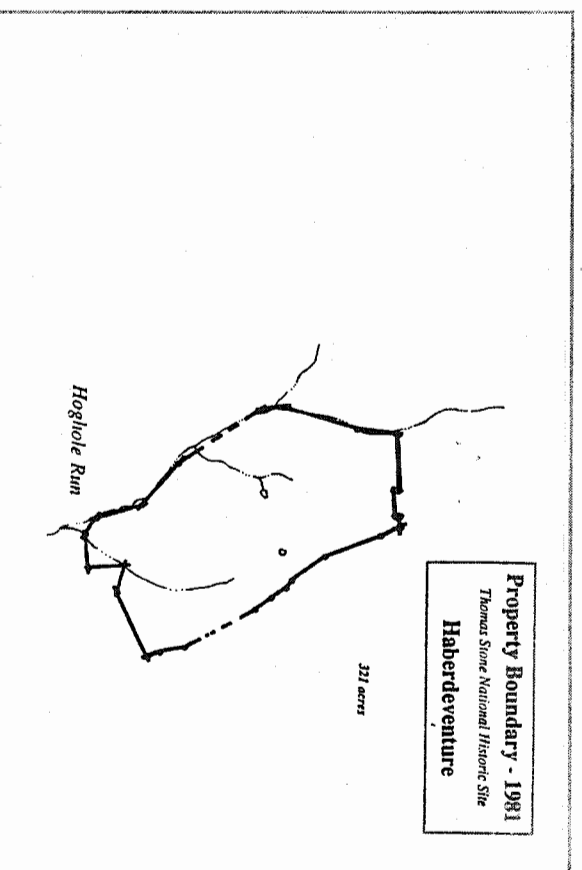 Property Boundary - 1981
Thomas Stone National Historic Site
Haberdeventure
321 acres
Hoghole Run